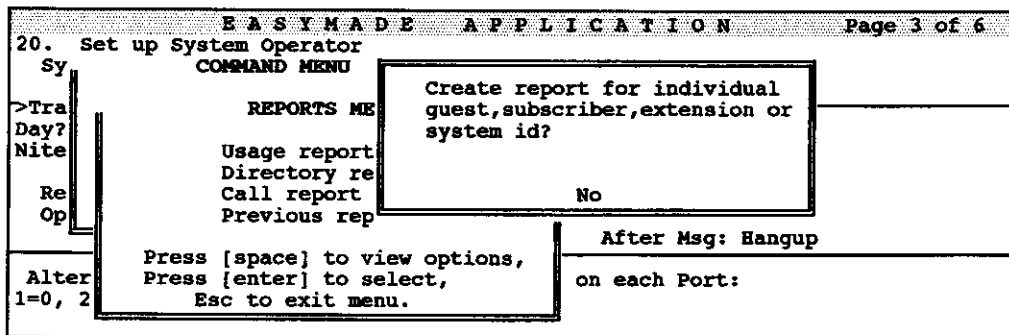 EASYMADE APPLICATION Page 3 of 6
20. Set up System Operator
Sy
COMMAND MENU
>Tra
Day?
Nite
Re
Op
REPORTS ME
Usage report
Directory re
Call report
Previous rep
Press [space] to view options,
Press [enter] to select,
Esc to exit menu.
Create report for individual
guest,subscriber,extension or
system id?
No
After Msg: Hangup
Alter
on each Port:
1=0, 2